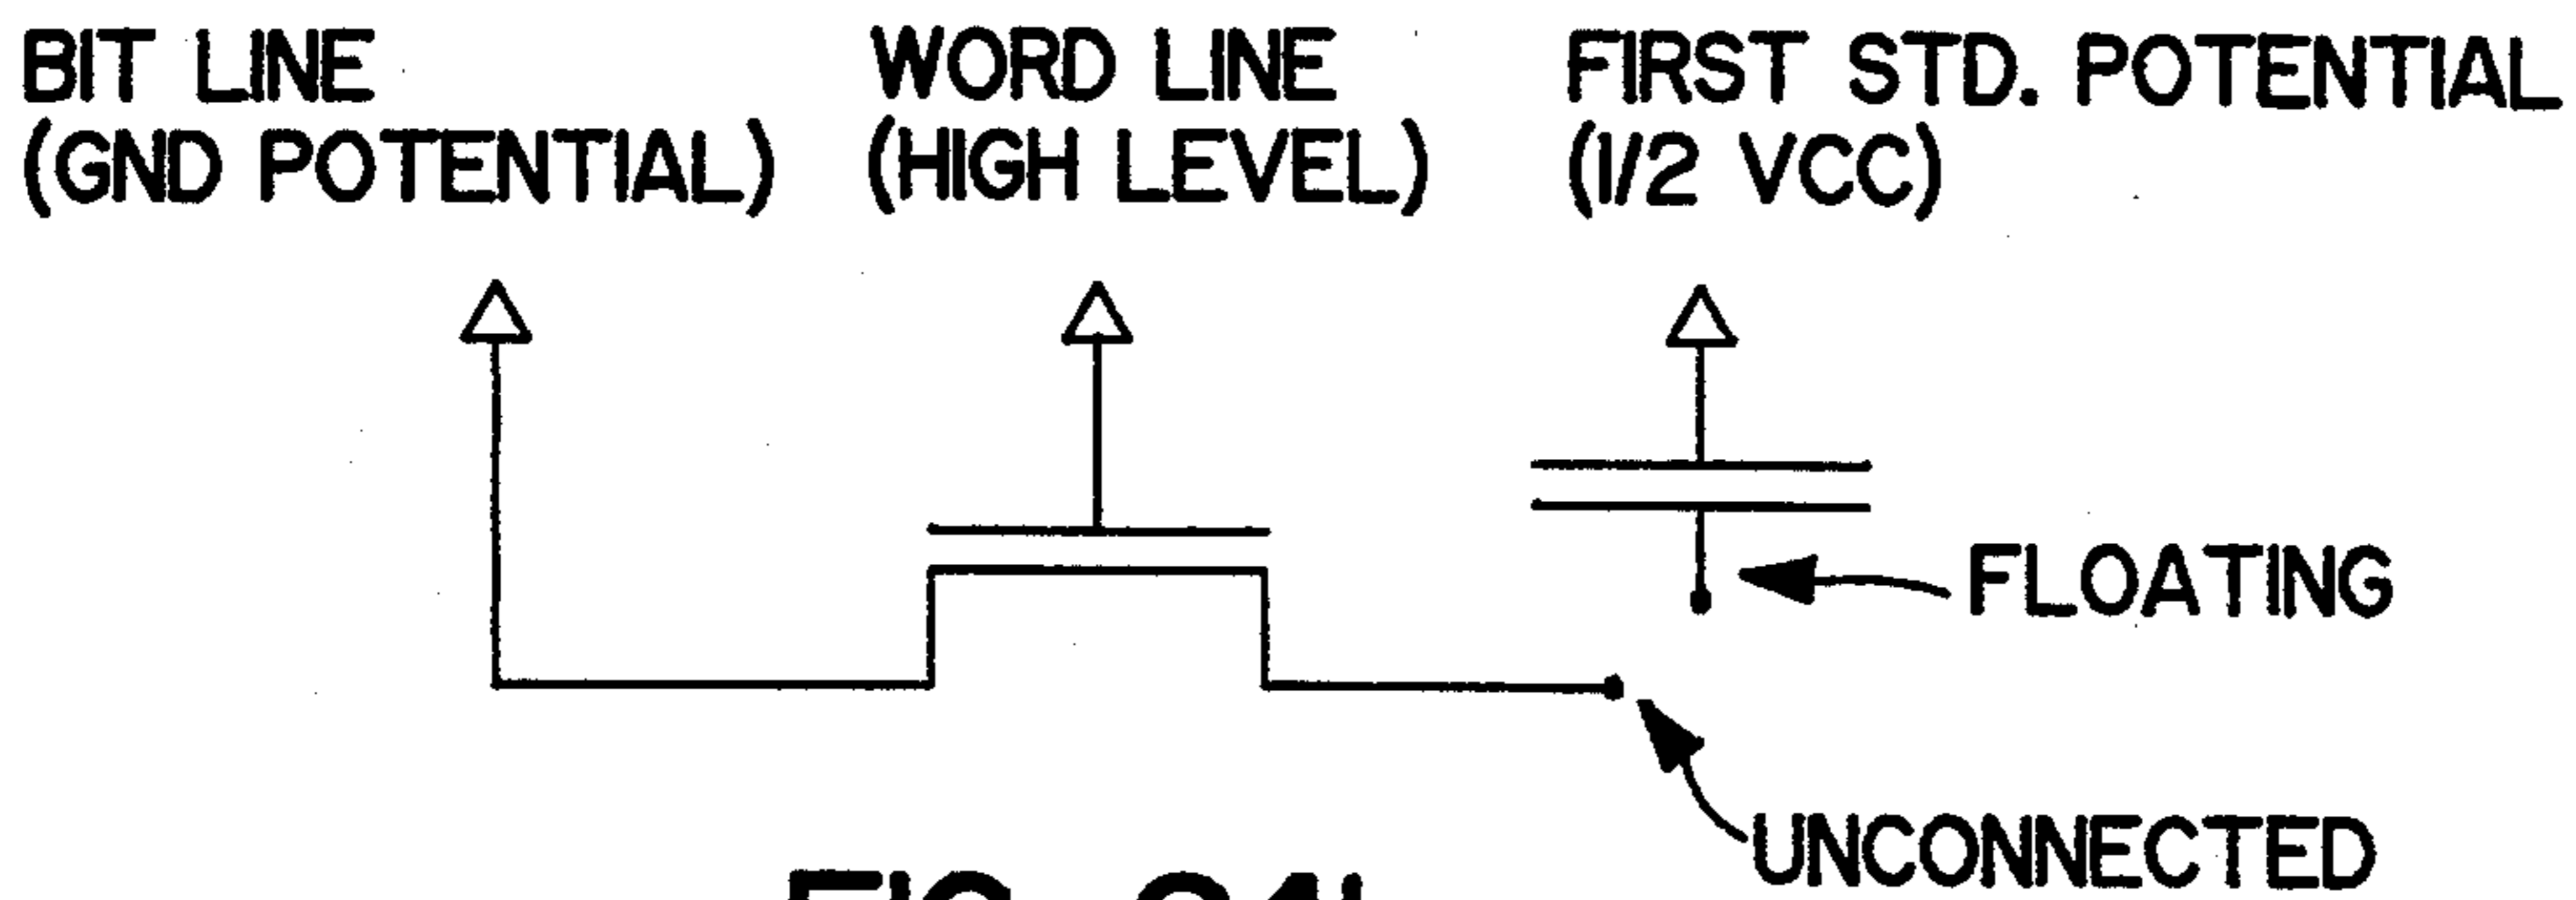 BIT LINE
(GND POTENTIAL)
WORD LINE
(HIGH LEVEL)
FIRST STD. POTENTIAL
(1/2 VCC)
FLOATING
UNCONNECTED